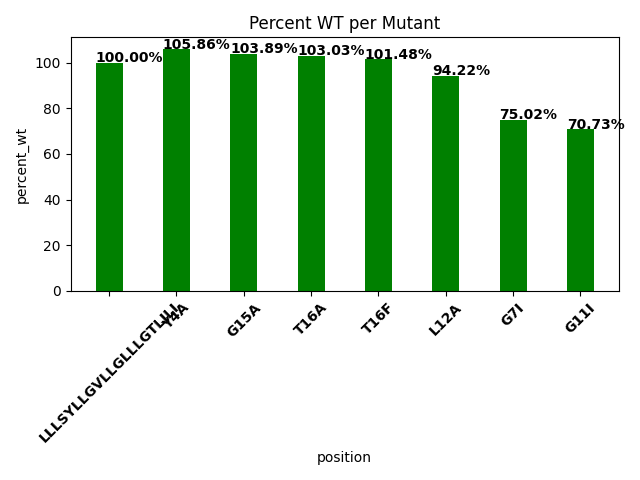 Percent WT per Mutant
100.00%
105.86%
103.89%
103.03%
101.48%
94.22%
75.02%
70.73%
percent_wt
100
80
60
40
20
0
Y4A
G15A
T16A
T16F
L12A
G7I
G11I
position